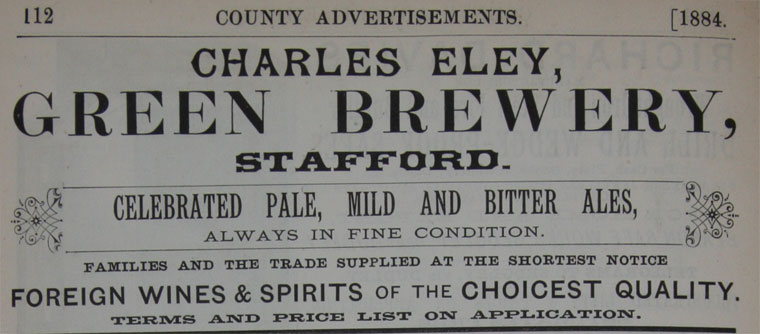 112 COUNTY ADVERTISEMENTS. [1884.
CHARLES ELEY,
GREEN BREWERY,
STAFFORD.
CELEBRATED PALE, MILD AND BITTER ALES,
ALWAYS IN FINE CONDITION.
FAMILIES AND THE TRADE SUPPLIED AT THE SHORTEST NOTICE
FOREIGN WINES & SPIRITS OF THE CHOICEST QUALITY.
TERMS AND PRICE LIST ON APPLICATION.